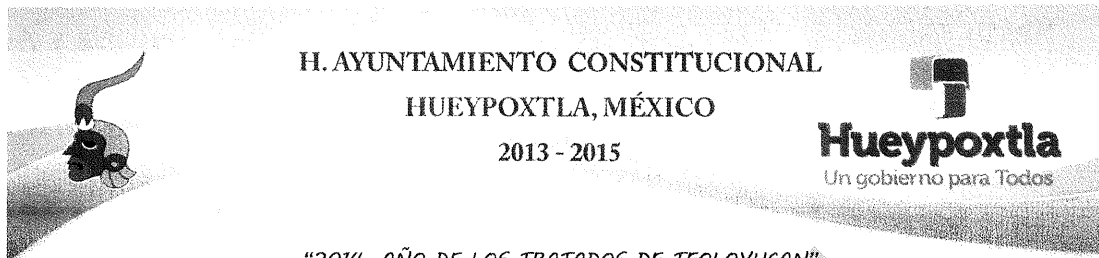 H. AYUNTAMIENTO CONSTITUCIONAL
HUEYPOXTLA, MÉXICO
2013 - 2015
Hueypoxtla
Un gobierno para Todos
"2014. AÑO DE LOS TRATADOS DE TEOLOYUCAN"